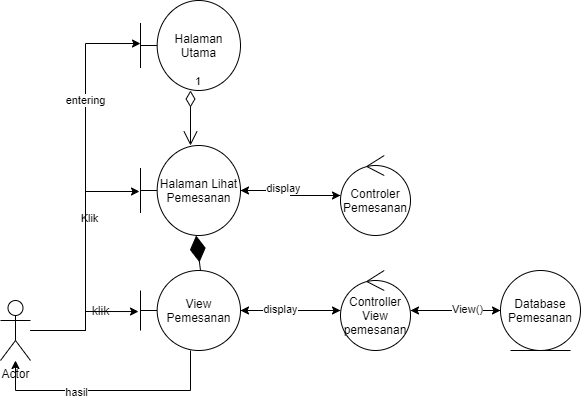 Halaman
Utama
1
entering
Halaman Lihat
Pemesanan
display
Controler
Pemesanan
Klik
View
Pemesanan
display
Controller
View
pemesanan
View()
Database
Pemesanan
klik
Actor
hasil